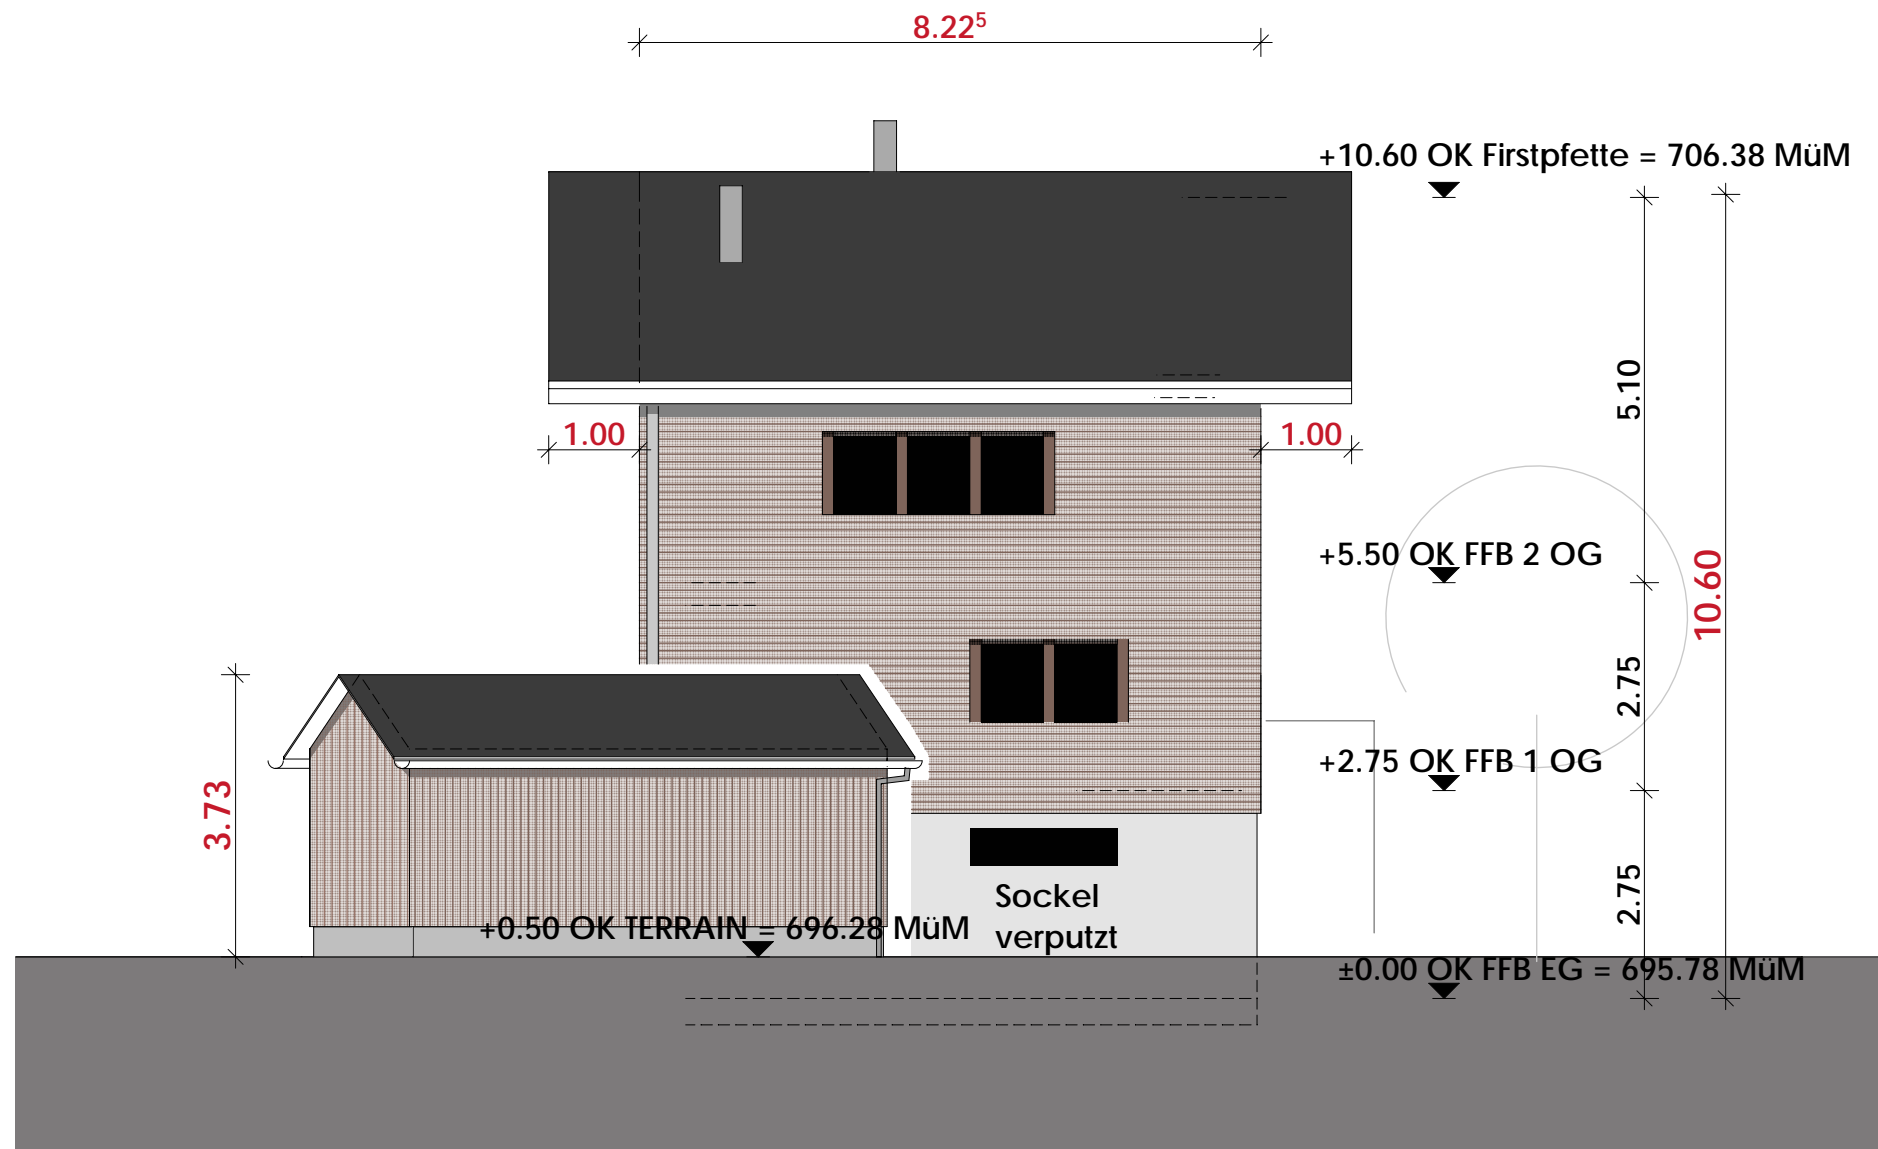 8.22⁵
+10.60 OK Firstpfette = 706.38 MüM
5.10
1.00
1.00
+5.50 OK FFB 2 OG
10.60
2.75
+2.75 OK FFB 1 OG
3.73
2.75
Sockel
verputzt
+0.50 OK TERRAIN = 696.28 MüM
±0.00 OK FFB EG = 695.78 MüM